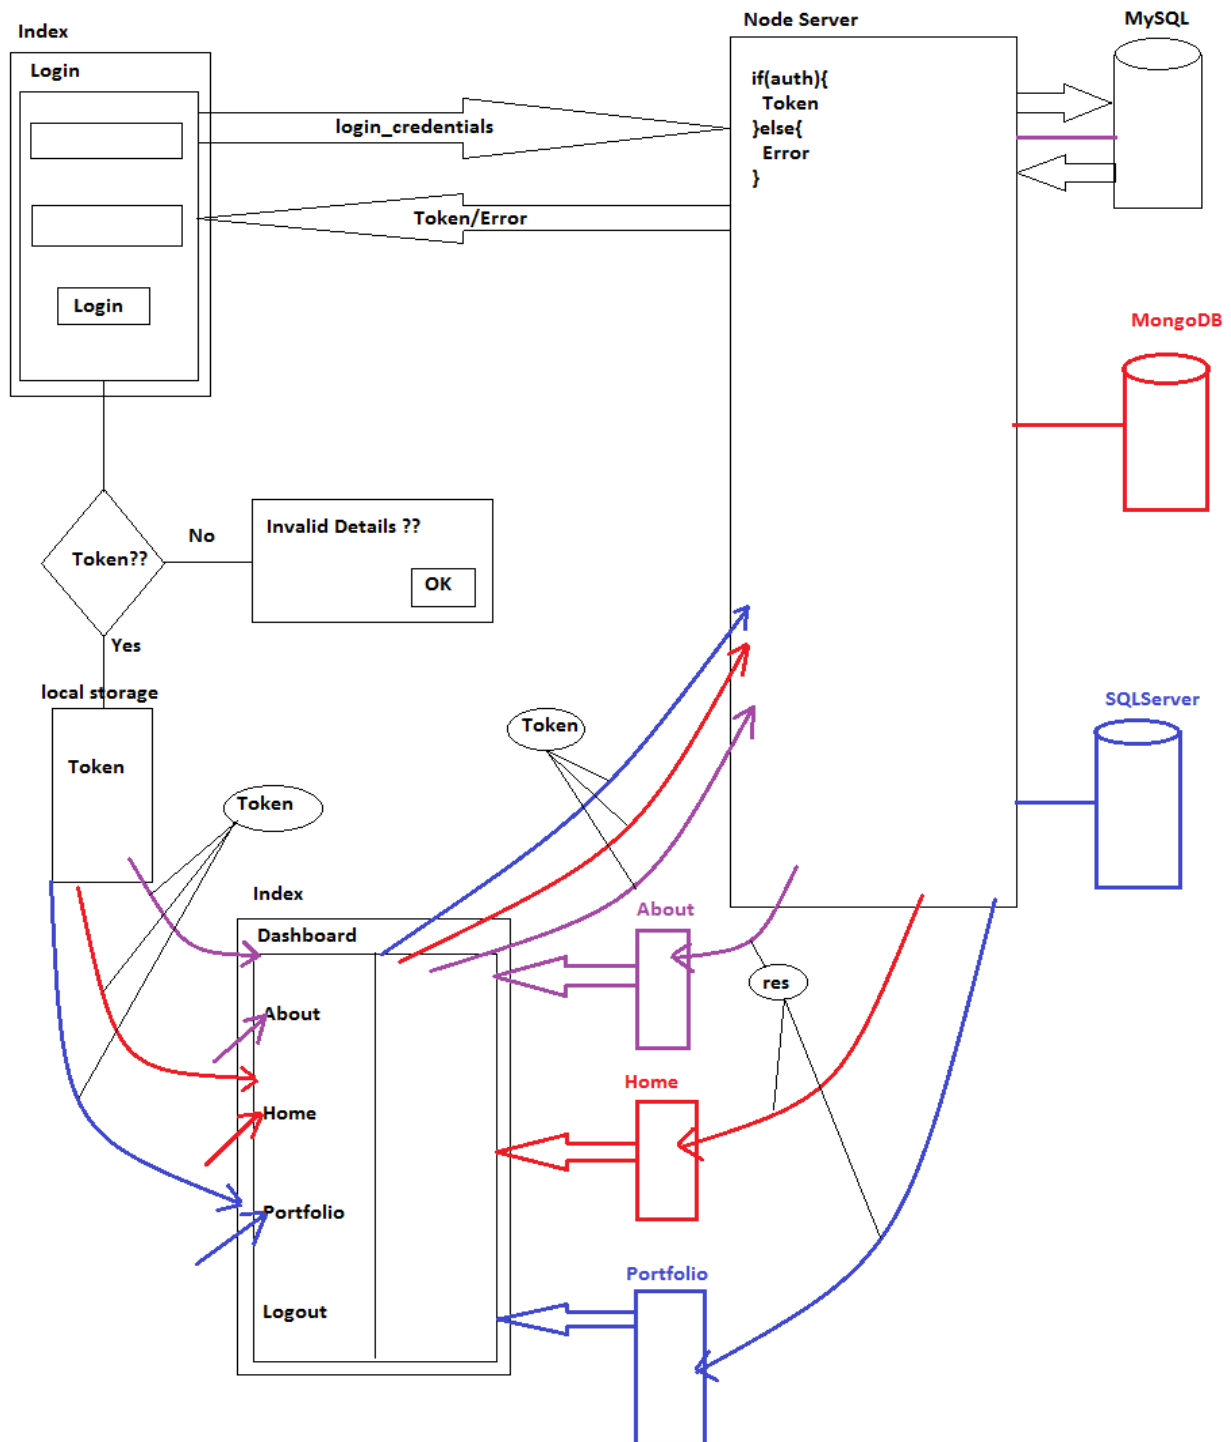 Index
Login
Login
login_credentials
Token/Error
Node Server
if(auth){
Token
}else{
Error
}
MySQL
MongoDB
SQLServer
Token??
No
Invalid Details ??
OK
Yes
local storage
Token
Token
Token
Index
Dashboard
About
Home
Portfolio
Logout
About
res
Home
Portfolio